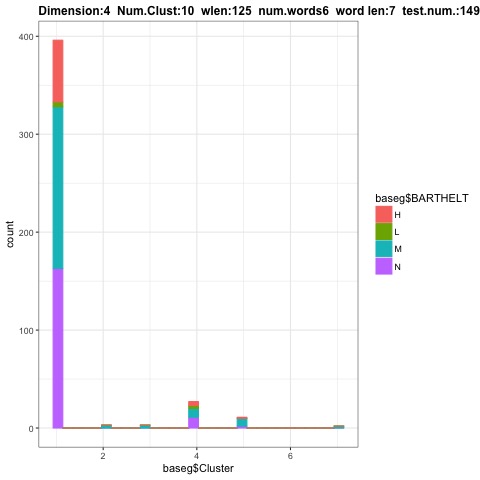 Dimension:4 Num.Clust:10 wlen:125 num.words6 word len:7 test.num.:149
400
300
200
100
0
count
2 4 6
baseg$Cluster
baseg$BARTHELT
H
L
M
N